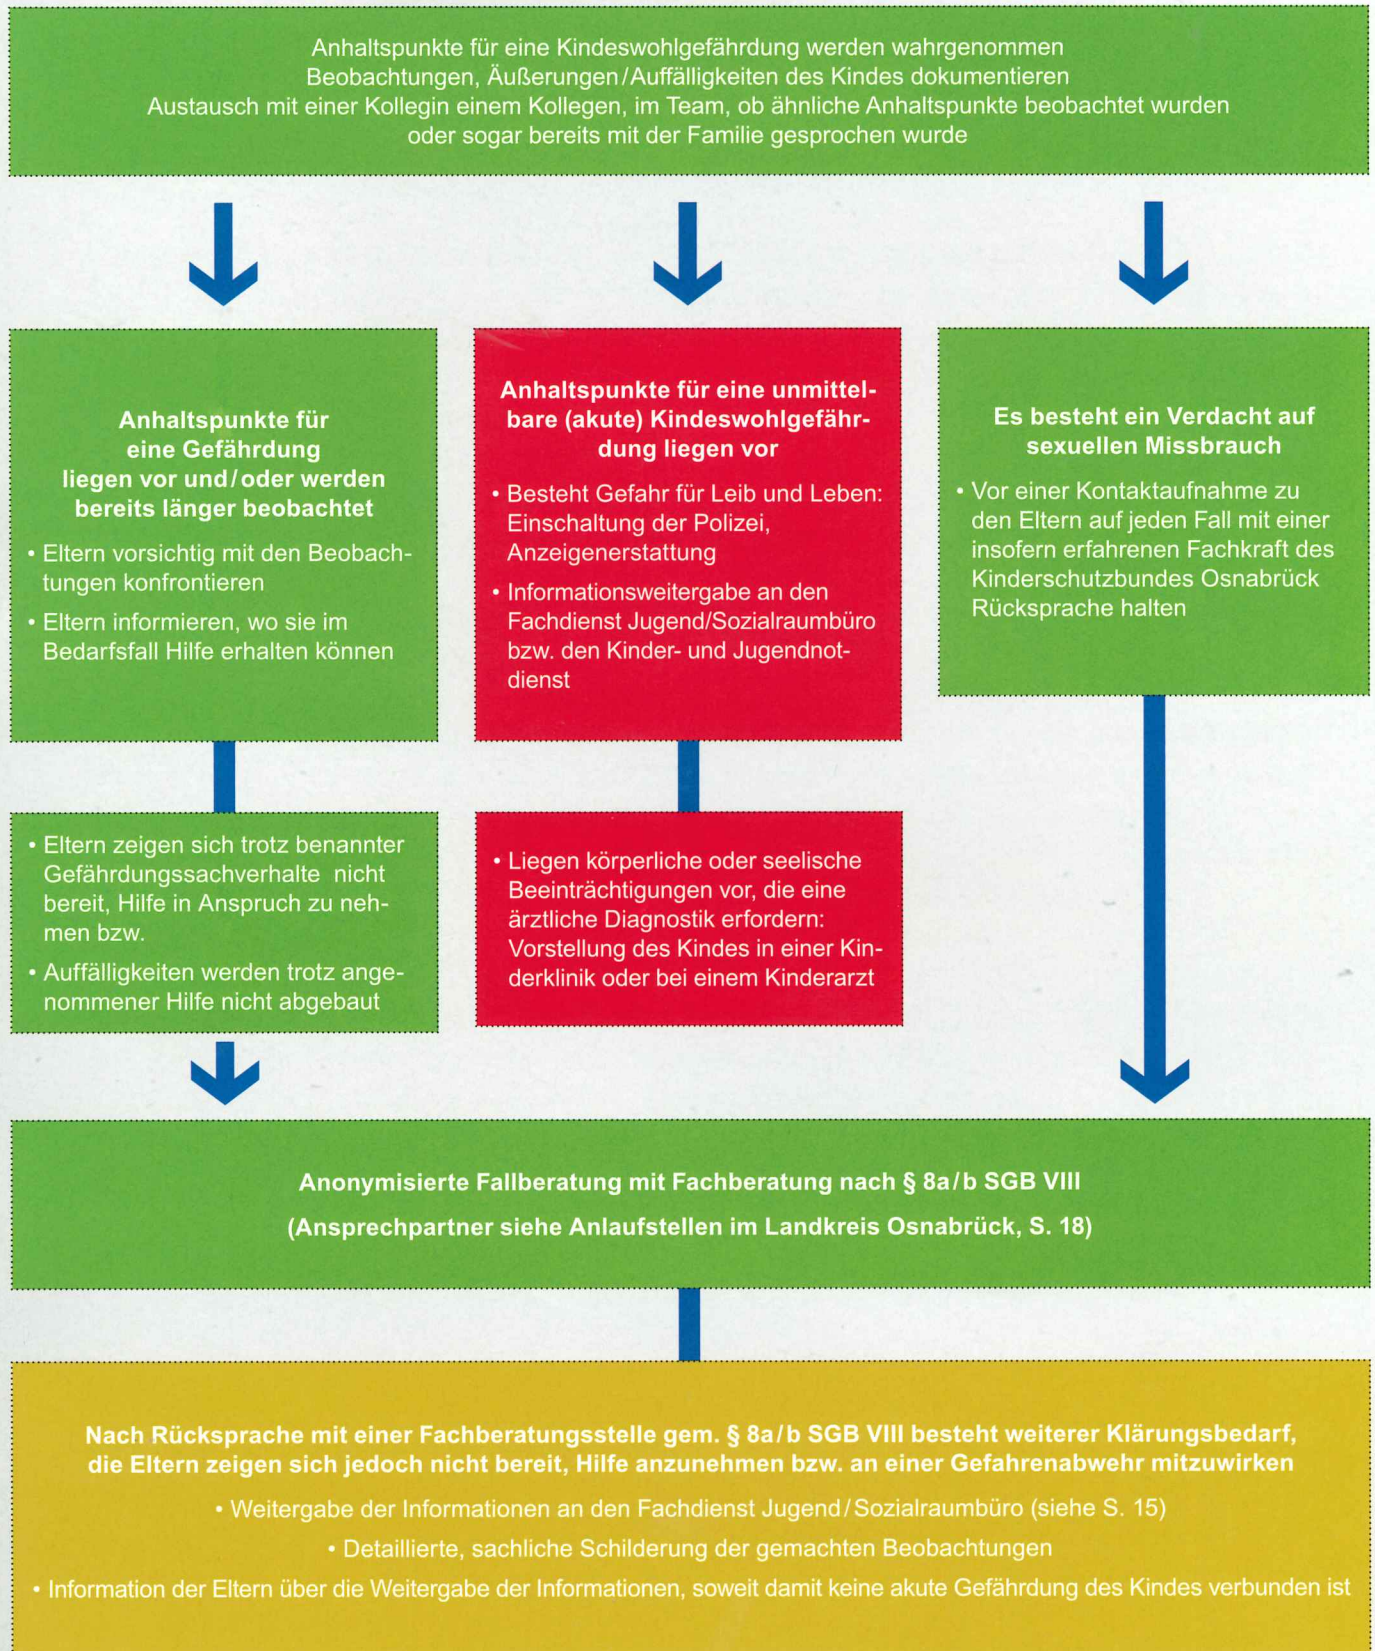 Anhaltspunkte für eine Kindeswohlgefährdung werden wahrgenommen
Beobachtungen, Äußerungen/Auffälligkeiten des Kindes dokumentieren
Austausch mit einer Kollegin einem Kollegen, im Team, ob ähnliche Anhaltspunkte beobachtet wurden
oder sogar bereits mit der Familie gesprochen wurde
Anhaltspunkte für
eine Gefährdung
liegen vor und/oder werden
bereits länger beobachtet
• Eltern vorsichtig mit den Beobach-
tungen konfrontieren
• Eltern informieren, wo sie im
Bedarfsfall Hilfe erhalten können
Anhaltspunkte für eine unmittel-
bare (akute) Kindeswohlgefähr-
dung liegen vor
• Besteht Gefahr für Leib und Leben:
Einschaltung der Polizei,
Anzeigenerstattung
• Informationsweitergabe an den
Fachdienst Jugend/Sozialraumbüro
bzw. den Kinder- und Jugendnot-
dienst
Es besteht ein Verdacht auf
sexuellen Missbrauch
• Vor einer Kontaktaufnahme zu
den Eltern auf jeden Fall mit einer
insofern erfahrenen Fachkraft des
Kinderschutzbundes Osnabrück
Rücksprache halten
• Eltern zeigen sich trotz benannter
Gefährdungssachverhalte nicht
bereit, Hilfe in Anspruch zu neh-
men bzw.
• Auffälligkeiten werden trotz ange-
nommener Hilfe nicht abgebaut
• Liegen körperliche oder seelische
Beeinträchtigungen vor, die eine
ärztliche Diagnostik erfordern:
Vorstellung des Kindes in einer Kin-
derklinik oder bei einem Kinderarzt
Anonymisierte Fallberatung mit Fachberatung nach § 8a/b SGB VIII
(Ansprechpartner siehe Anlaufstellen im Landkreis Osnabrück, S. 18)
Nach Rücksprache mit einer Fachberatungsstelle gem. § 8a/b SGB VIII besteht weiterer Klärungsbedarf,
die Eltern zeigen sich jedoch nicht bereit, Hilfe anzunehmen bzw. an einer Gefahrenabwehr mitzuwirken
• Weitergabe der Informationen an den Fachdienst Jugend/Sozialraumbüro (siehe S. 15)
• Detaillierte, sachliche Schilderung der gemachten Beobachtungen
• Information der Eltern über die Weitergabe der Informationen, soweit damit keine akute Gefährdung des Kindes verbunden ist